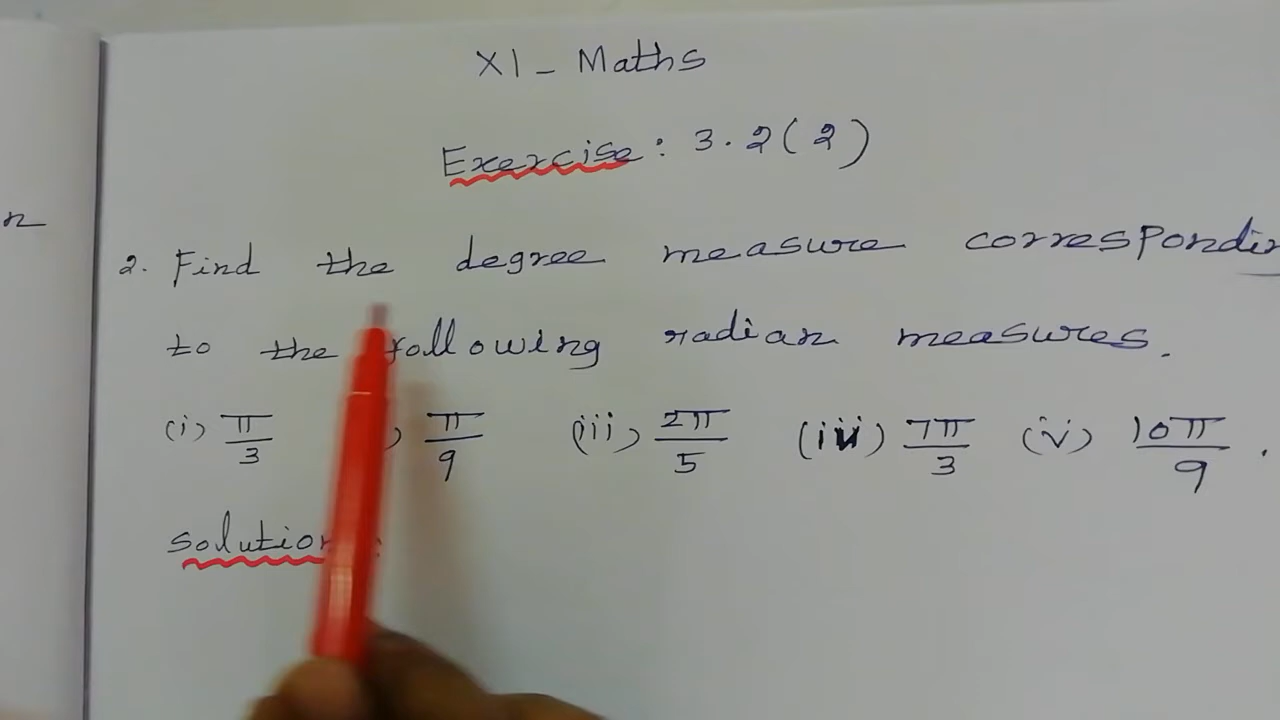 XI - Maths
Exercise: 3.2(2)
n
2. Find the degree measure correspondin
to the following radian measures.
(i) π/3 ) π/9 (iii) 2π/5 (iv) 7π/3 (v) 10π/9 .
Solution :